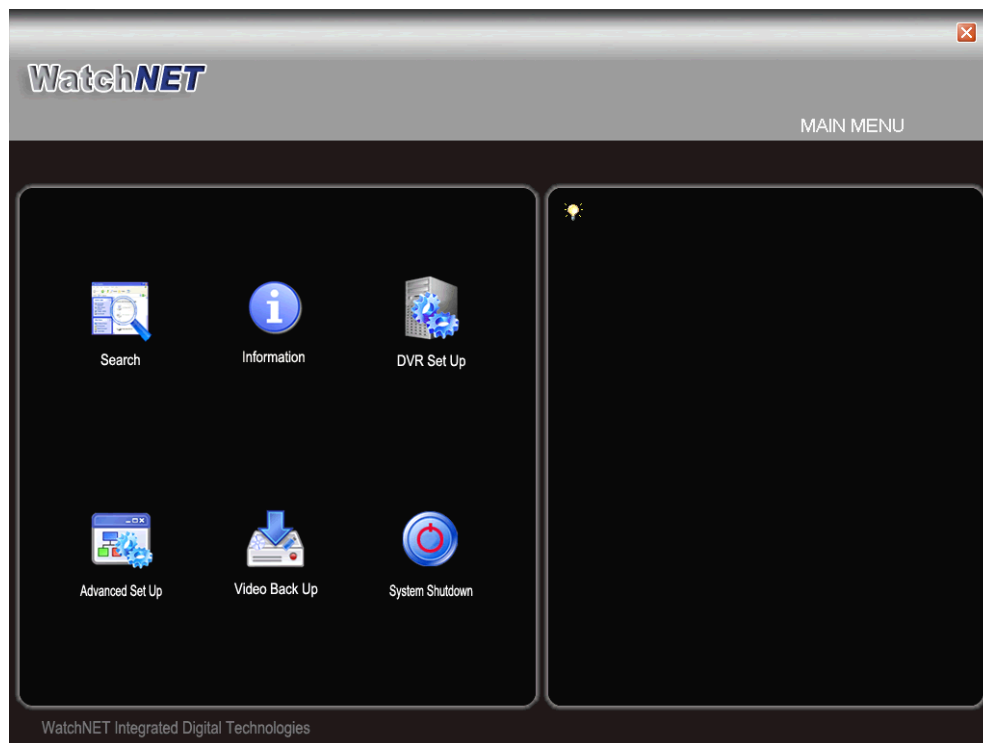 WatchNET
MAIN MENU
Search
Information
DVR Set Up
Advanced Set Up
Video Back Up
System Shutdown
WatchNET Integrated Digital Technologies